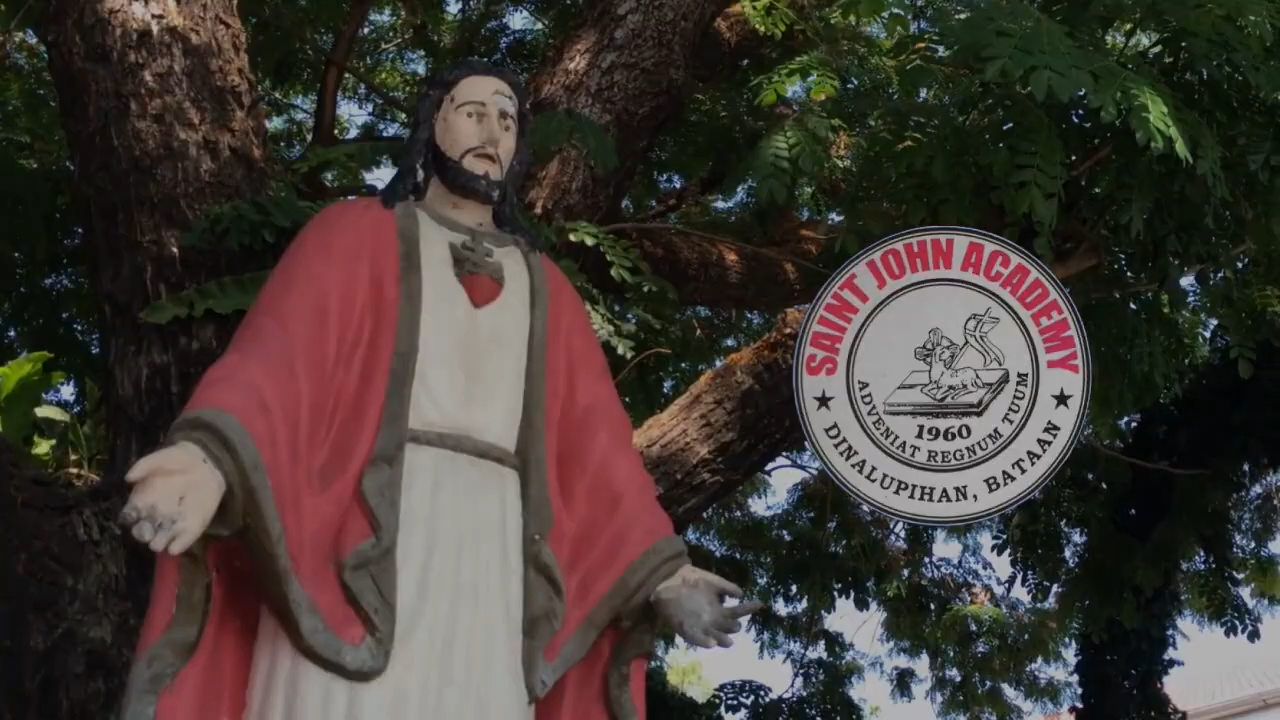 SAINT JOHN ACADEMY
1960
ADVENIAT REGNUM TUUM
★ DINALUPIHAN, BATAAN ★